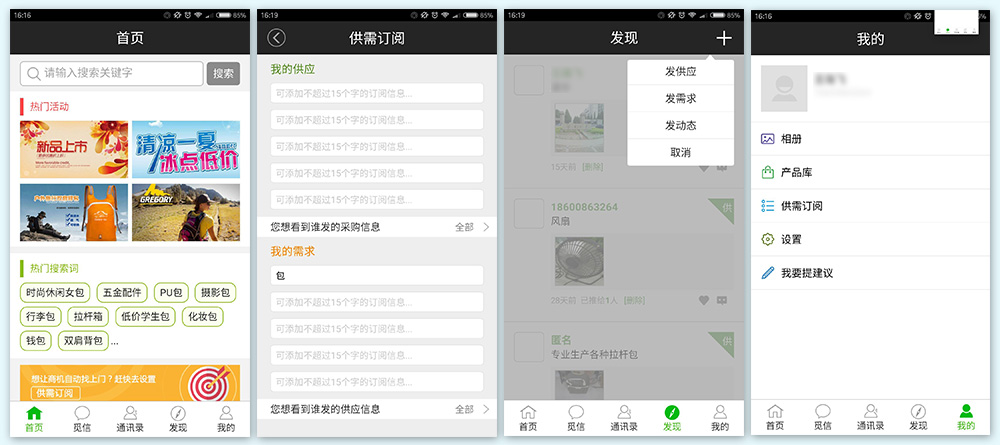 16:16
85%
首页
请输入搜索关键字
搜索
热门活动
新品上市
清凉一夏
冰点低价
GREGORY
热门搜索词
时尚休闲女包
五金配件
PU包
摄影包
行李包
拉杆箱
低价学生包
化妆包
钱包
双肩背包
...
想让商机自动找上门？赶快去设置
供需订阅
首页
觅信
通讯录
发现
我的
16:19
85%
供需订阅
我的供应
可添加不超过15个字的订阅信息...
可添加不超过15个字的订阅信息...
可添加不超过15个字的订阅信息...
可添加不超过15个字的订阅信息...
可添加不超过15个字的订阅信息...
您想看到谁发的采购信息
全部
我的需求
包
可添加不超过15个字的订阅信息...
可添加不超过15个字的订阅信息...
可添加不超过15个字的订阅信息...
可添加不超过15个字的订阅信息...
您想看到谁发的供应信息
全部
16:19
85%
发现
发供应
发需求
发动态
取消
15天前 [删除]
18600863264
供
风扇
28天前 已推给1人 [删除]
匿名
供
专业生产各种拉杆包
首页
觅信
通讯录
发现
我的
16:16
我的
相册
产品库
供需订阅
设置
我要提建议
首页
觅信
通讯录
发现
我的